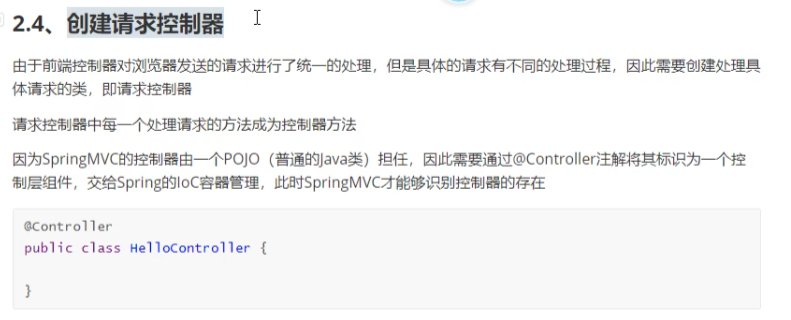 2.4、创建请求控制器
由于前端控制器对浏览器发送的请求进行了统一的处理，但是具体的请求有不同的处理过程，因此需要创建处理具
体请求的类，即请求控制器
请求控制器中每一个处理请求的方法成为控制器方法
因为SpringMVC的控制器由一个POJO（普通的Java类）担任，因此需要通过@Controller注解将其标识为一个控
制层组件，交给Spring的IoC容器管理，此时SpringMVC才能够识别控制器的存在
@Controller
public class HelloController {
}